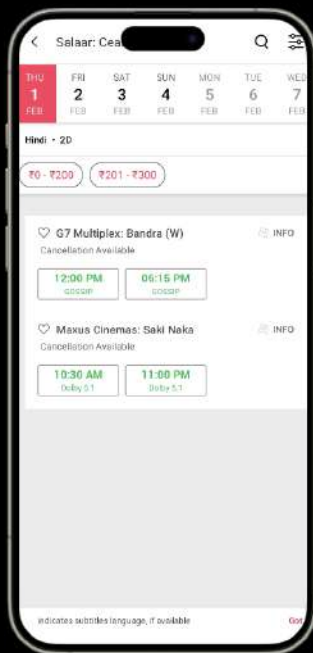 Salaar: Cea
THU FRI SAT SUN MON TUE WED
1 2 3 4 5 6 7
FEB FEB FEB FEB FEB FEB FEB
Hindi • 2D
₹0 - ₹200 ₹201 - ₹300
G7 Multiplex: Bandra (W) INFO
Cancellation Available
12:00 PM 06:15 PM
GOSSIP GOSSIP
Maxus Cinemas: Saki Naka INFO
Cancellation Available
10:30 AM 11:00 PM
Dolby 5.1 Dolby 5.1
indicates subtitles language, if available Got